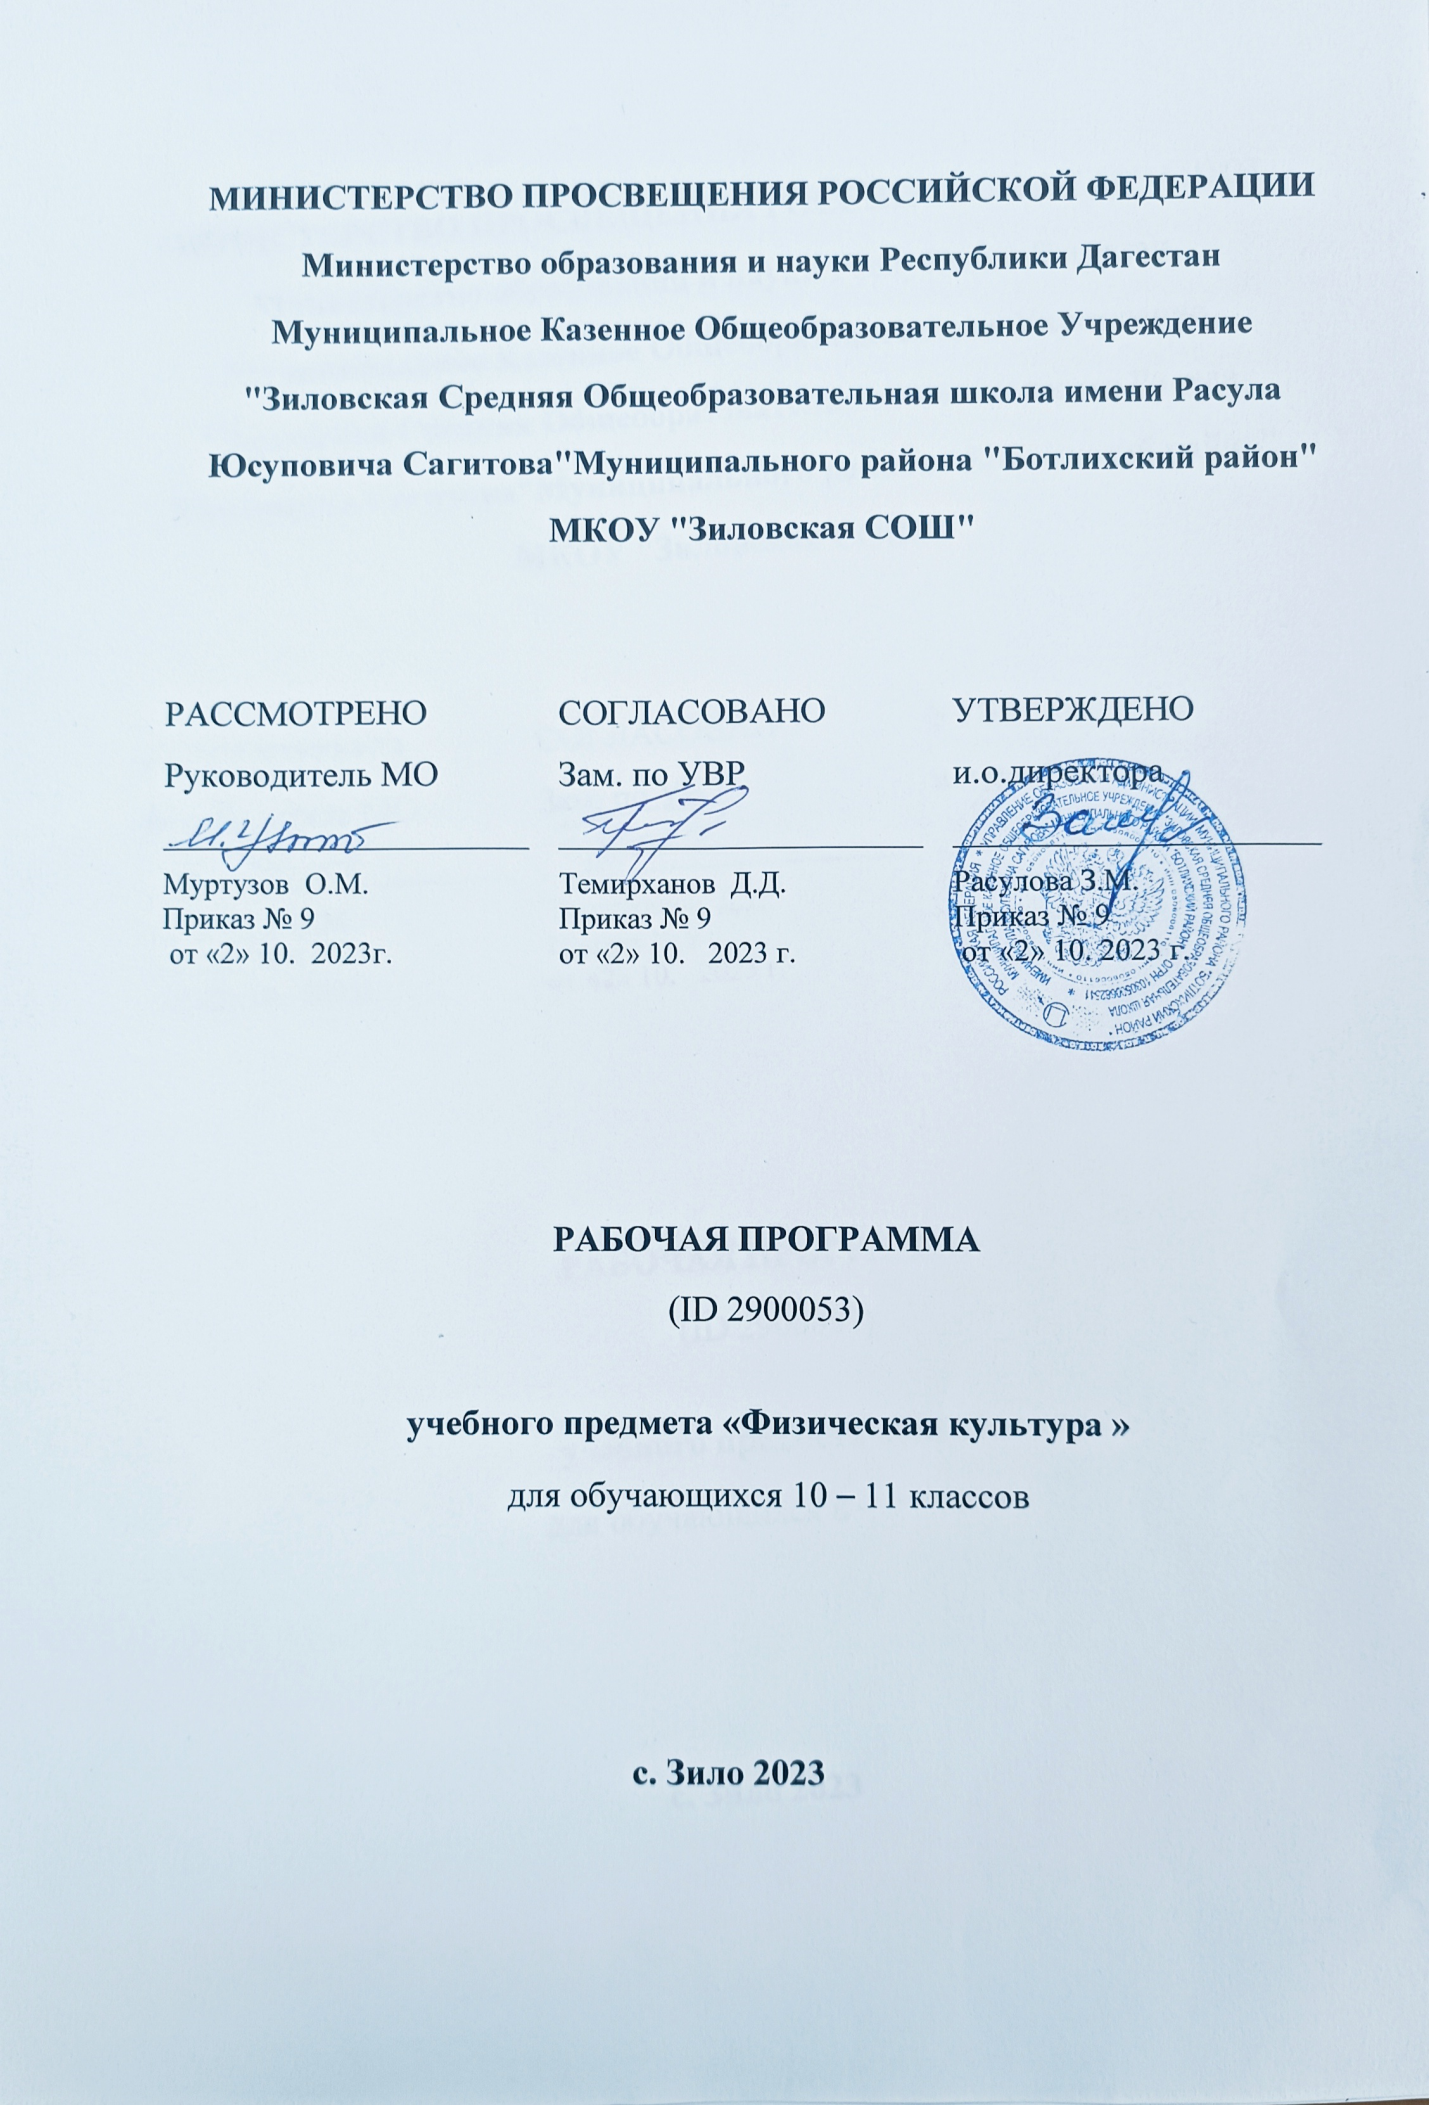 МИНИСТЕРСТВО ПРОСВЕЩЕНИЯ РОССИЙСКОЙ ФЕДЕРАЦИИ
Министерство образования и науки Республики Дагестан
Муниципальное Казенное Общеобразовательное Учреждение
"Зиловская Средняя Общеобразовательная школа имени Расула
Юсуповича Сагитова"Муниципального района "Ботлихский район"
МКОУ "Зиловская СОШ"
РАССМОТРЕНО
Руководитель МО
Муртузов О.М.
Приказ № 9
от «2» 10. 2023г.
СОГЛАСОВАНО
Зам. по УВР
Темирханов Д.Д.
Приказ № 9
от «2» 10. 2023 г.
УТВЕРЖДЕНО
и.о.директора
Расулова З.М.
Приказ № 9
от «2» 10. 2023 г.
РАБОЧАЯ ПРОГРАММА
(ID 2900053)
учебного предмета «Физическая культура »
для обучающихся 10 – 11 классов
с. Зило 2023